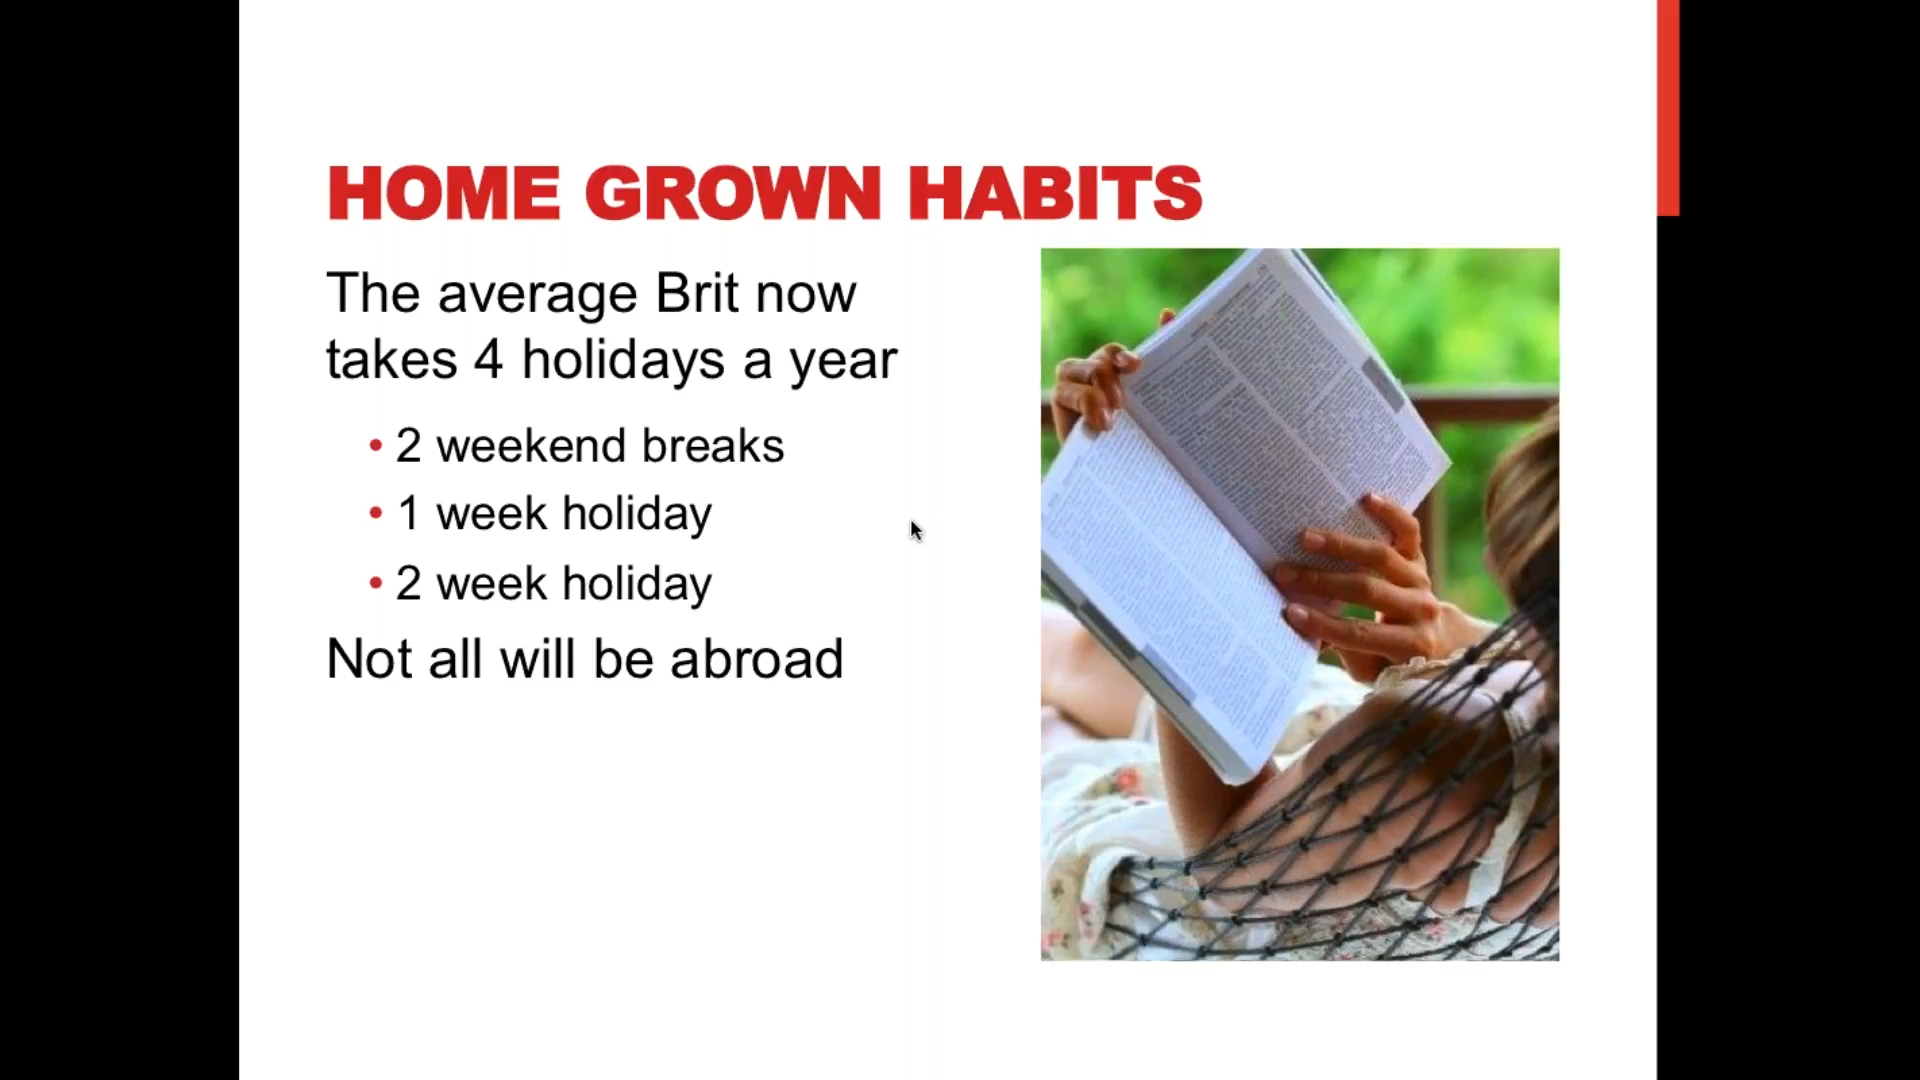 HOME GROWN HABITS
The average Brit now
takes 4 holidays a year
• 2 weekend breaks
• 1 week holiday
• 2 week holiday
Not all will be abroad